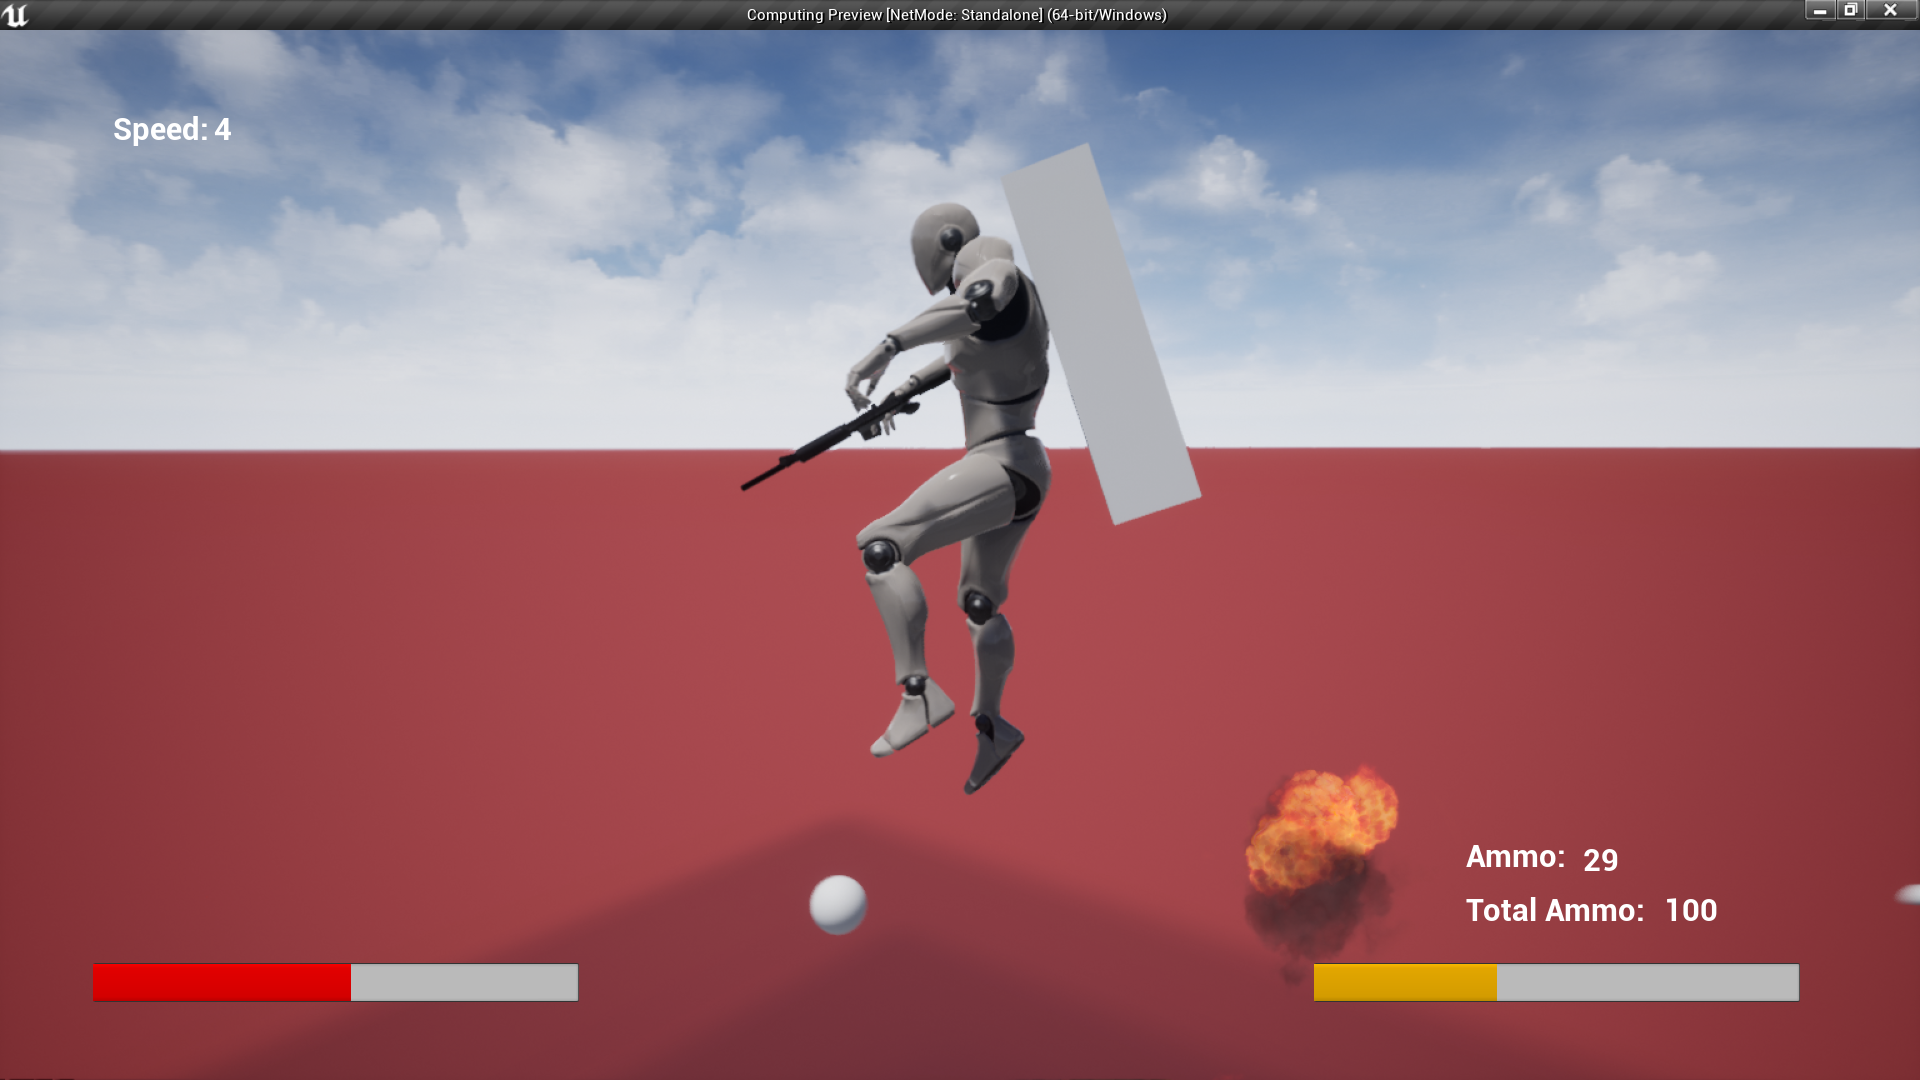 Computing Preview [NetMode: Standalone] (64-bit/Windows)
Speed: 4
Ammo: 29
Total Ammo: 100